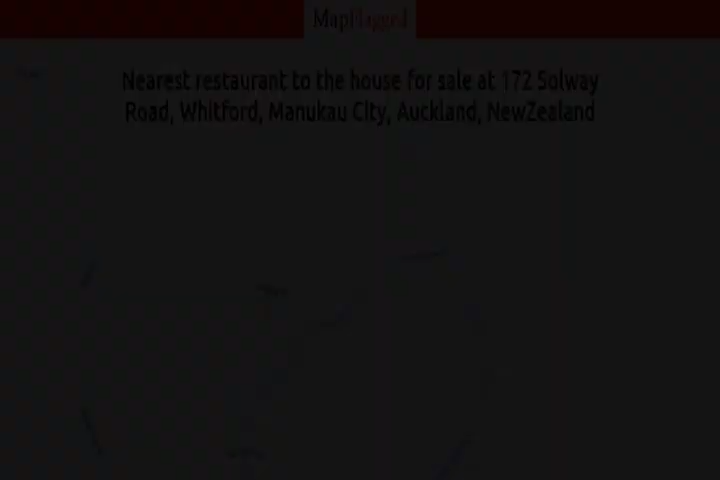 MapFlagged
Nearest restaurant to the house for sale at 172 Solway
Road, Whitford, Manukau City, Auckland, NewZealand